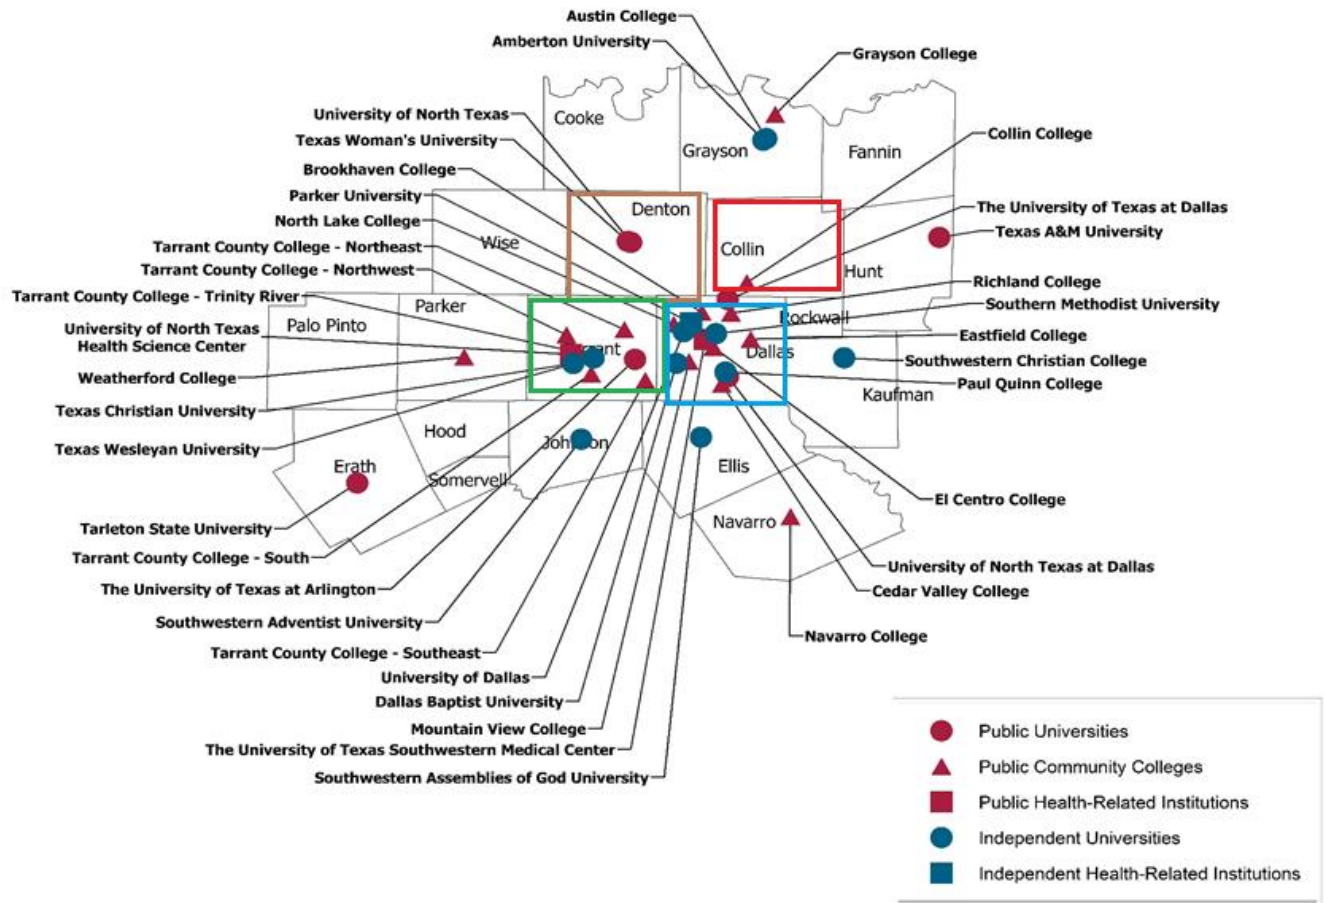 Austin College
Amberton University
Grayson College
University of North Texas
Texas Woman's University
Brookhaven College
Parker University
North Lake College
Tarrant County College - Northeast
Tarrant County College - Northwest
Tarrant County College - Trinity River
University of North Texas
Health Science Center
Weatherford College
Texas Christian University
Texas Wesleyan University
Tarleton State University
Tarrant County College - South
The University of Texas at Arlington
Southwestern Adventist University
Tarrant County College - Southeast
University of Dallas
Dallas Baptist University
Mountain View College
The University of Texas Southwestern Medical Center
Southwestern Assemblies of God University
Collin College
The University of Texas at Dallas
Texas A&M University
Richland College
Southern Methodist University
Eastfield College
Southwestern Christian College
Paul Quinn College
El Centro College
University of North Texas at Dallas
Cedar Valley College
Navarro College
Cooke
Grayson
Fannin
Denton
Wise
Collin
Hunt
Parker
Palo Pinto
Rockwall
Dallas
Kaufman
Hood
Erath
Somervell
Ellis
Navarro
Public Universities
Public Community Colleges
Public Health-Related Institutions
Independent Universities
Independent Health-Related Institutions